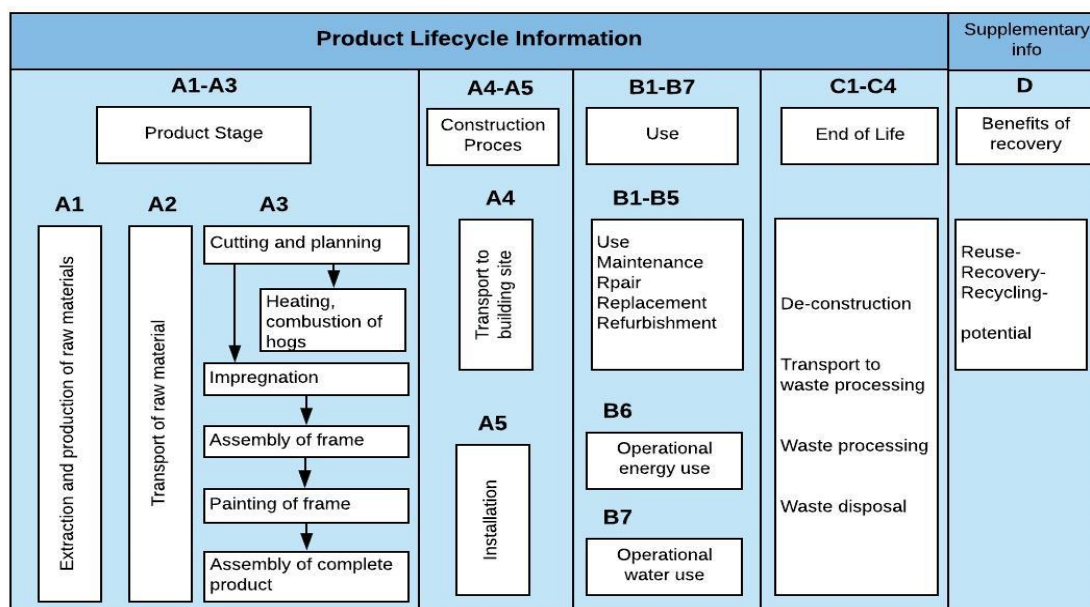 Product Lifecycle Information
Supplementary
info
A1-A3
Product Stage
A4-A5
Construction
Proces
B1-B7
Use
C1-C4
End of Life
D
Benefits of
recovery
A1
Extraction and production of raw materials
A2
Transport of raw material
A3
Cutting and planning
Heating,
combustion of
hogs
Impregnation
Assembly of frame
Painting of frame
Assembly of complete
product
A4
Transport to
building site
A5
Installation
B1-B5
Use
Maintenance
Rpair
Replacement
Refurbishment
B6
Operational
energy use
B7
Operational
water use
De-construction
Transport to
waste processing
Waste processing
Waste disposal
Reuse-
Recovery-
Recycling-
potential